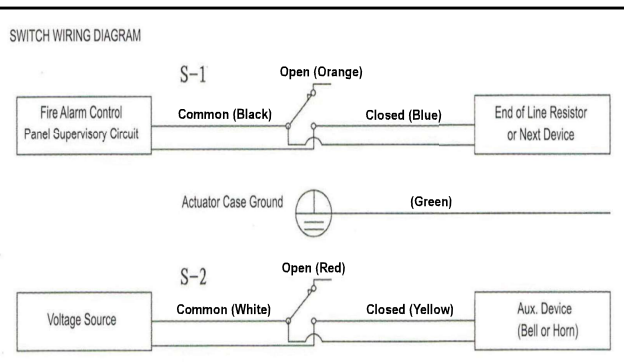 SWITCH WIRING DIAGRAM
S-1
Open (Orange)
Fire Alarm Control
Panel Supervisory Circuit
Common (Black)
Closed (Blue)
End of Line Resistor
or Next Device
Actuator Case Ground
(Green)
S-2
Open (Red)
Voltage Source
Common (White)
Closed (Yellow)
Aux. Device
(Bell or Horn)